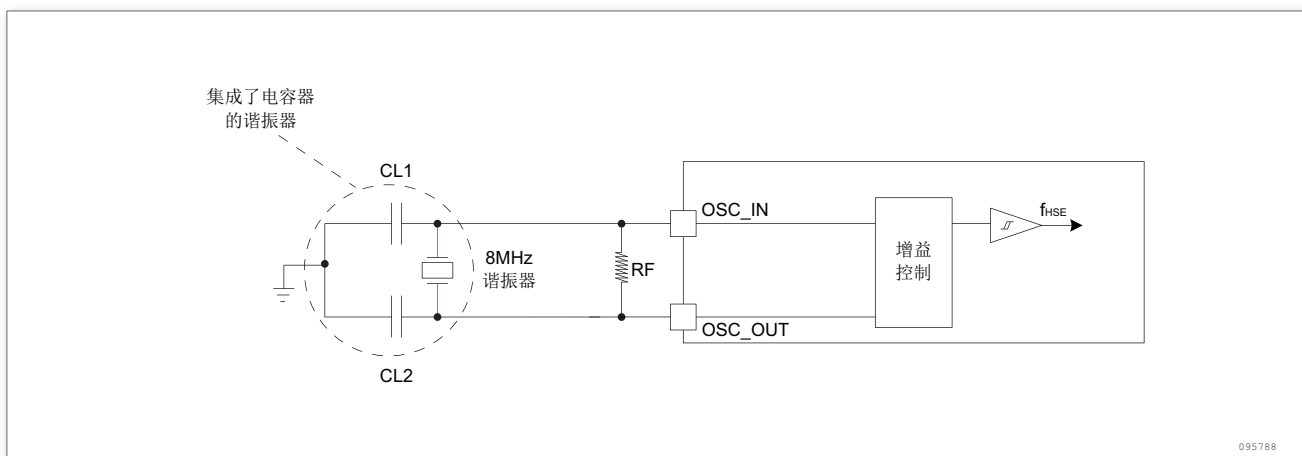 集成了电容器
的谐振器
CL1
OSC_IN
fHSE
8MHz
谐振器
RF
增益
控制
OSC_OUT
CL2
095788